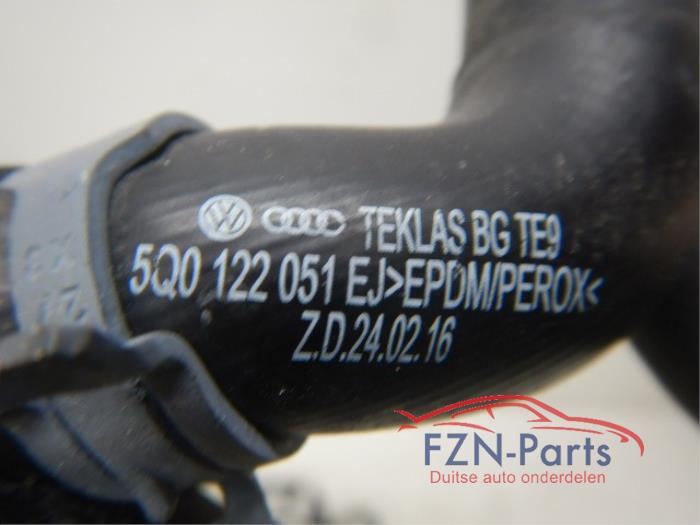 TEKLAS BG TE9
5Q0 122 051 EJ>EPDM/PEROX<
Z.D.24.02.16
FZN-Parts
Duitse auto onderdelen